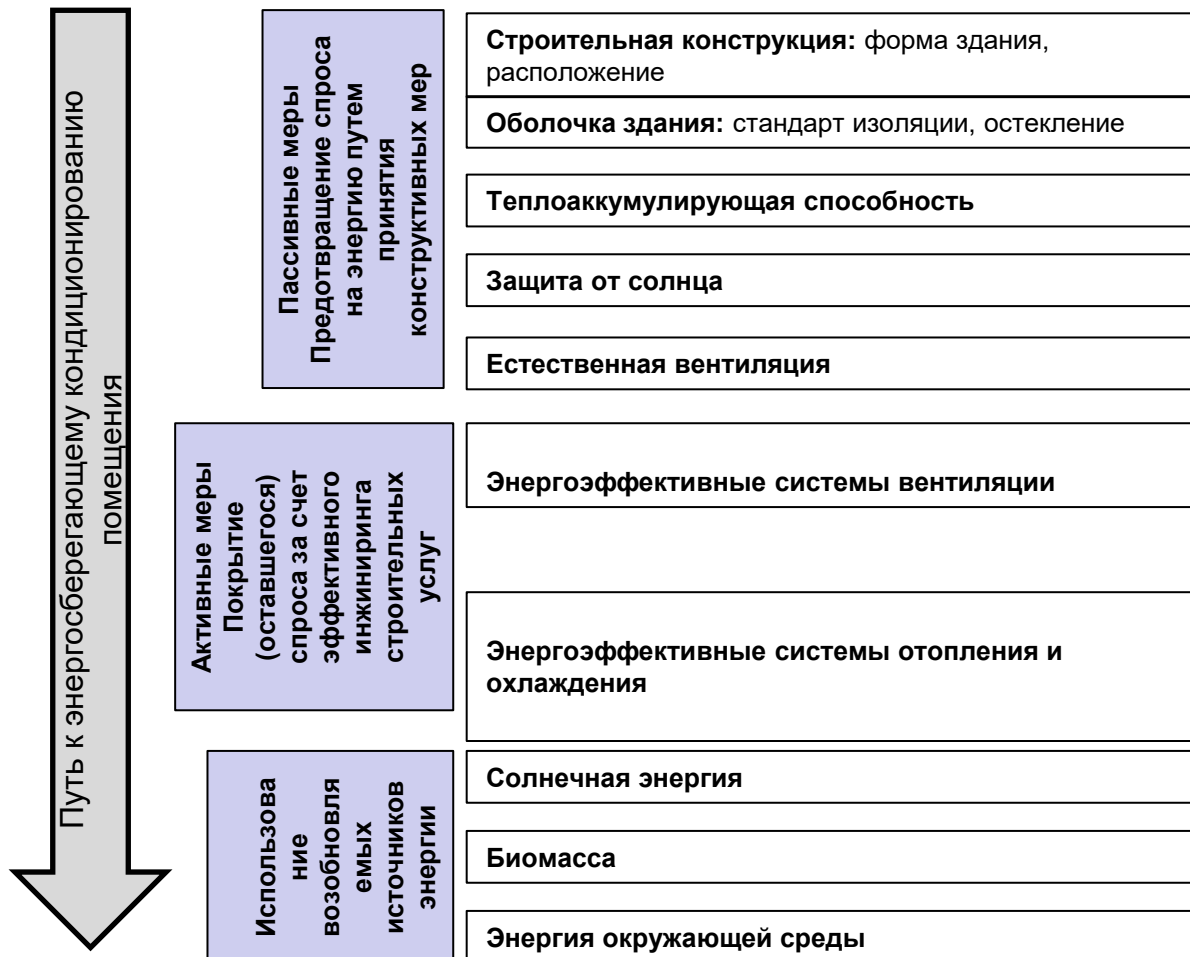 Путь к энергосберегающему кондиционированию
помещения
Пассивные меры
Предотвращение спроса
на энергию путем
принятия
конструктивных мер
Строительная конструкция: форма здания,
расположение
Оболочка здания: стандарт изоляции, остекление
Теплоаккумулирующая способность
Защита от солнца
Естественная вентиляция
Активные меры
Покрытие
(оставшегося)
спроса за счет
эффективного
инжиниринга
строительных
услуг
Энергоэффективные системы вентиляции
Энергоэффективные системы отопления и
охлаждения
Использова
ние
возобновля
емых
источников
энергии
Солнечная энергия
Биомасса
Энергия окружающей среды